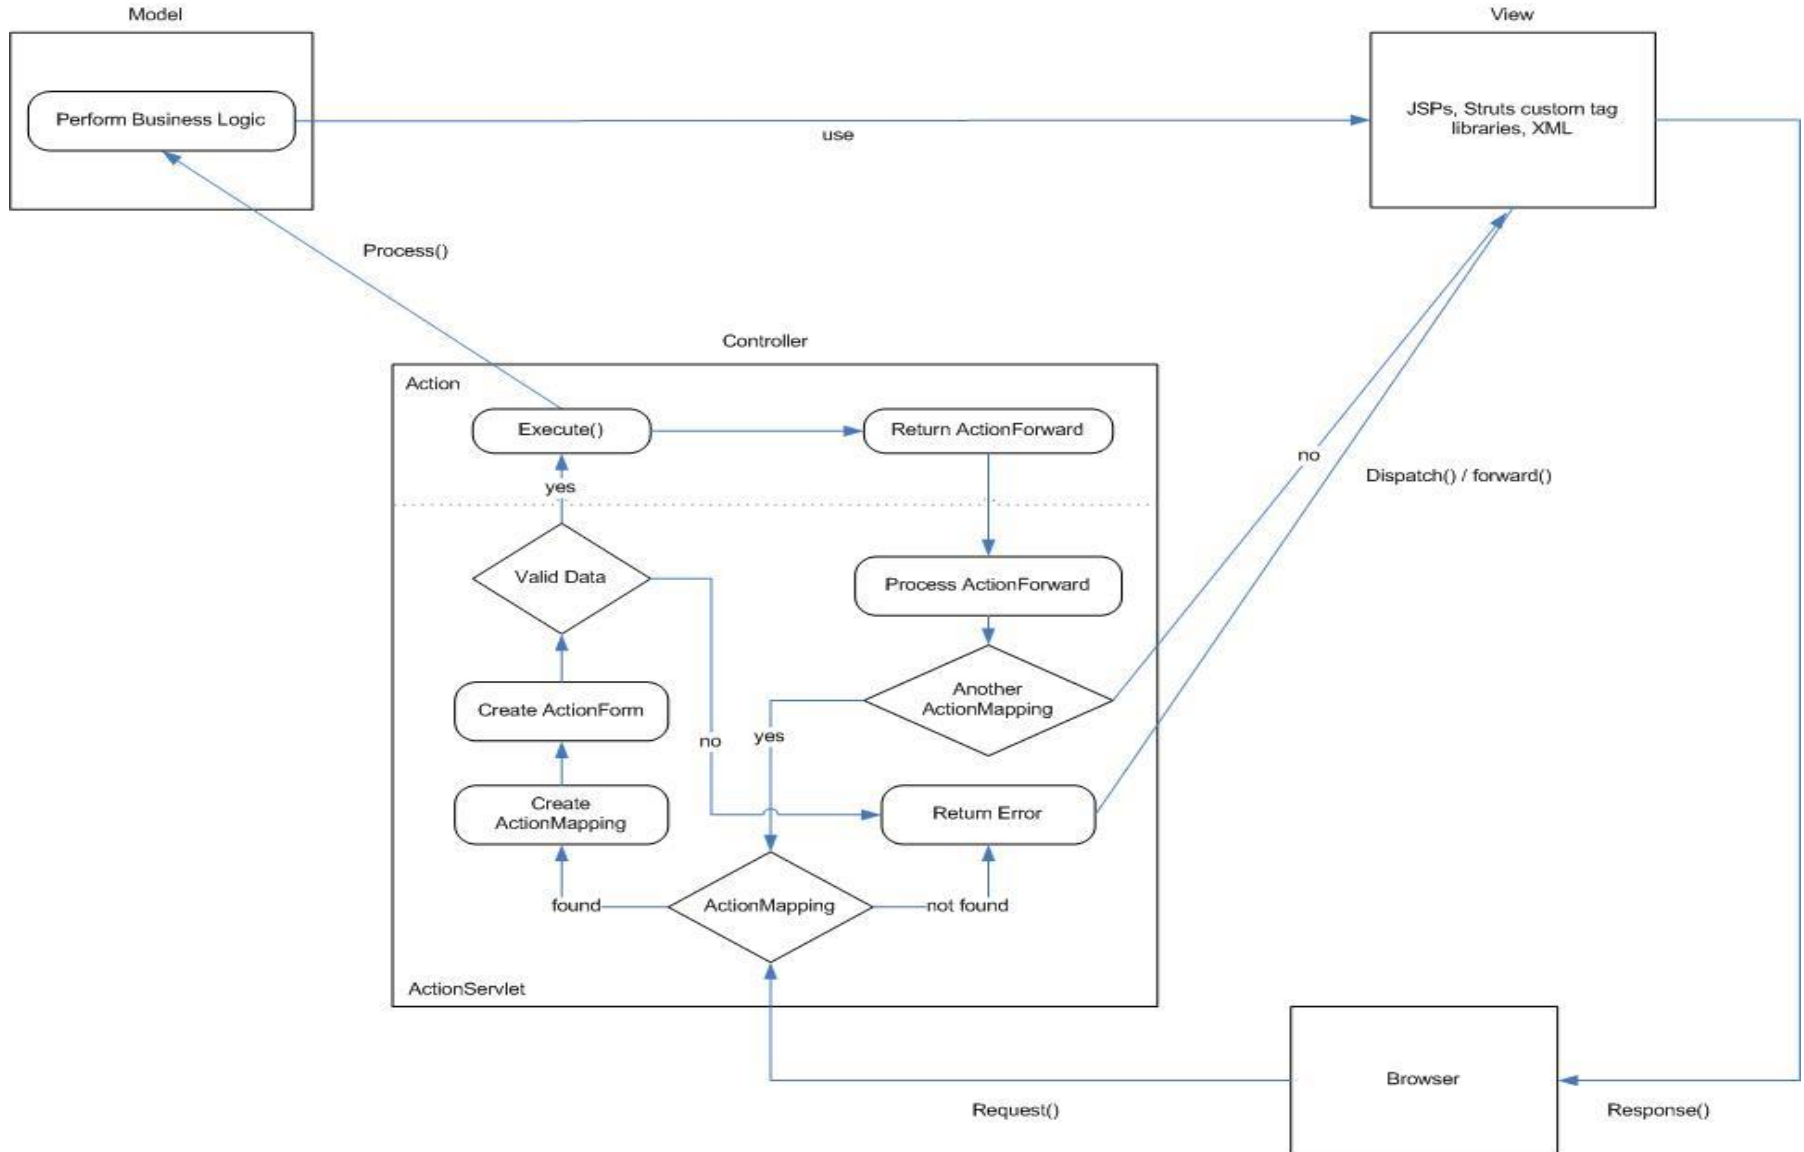 Model
View
Perform Business Logic
JSPs, Struts custom tag
libraries, XML
use
Process()
Controller
Action
Execute()
Return ActionForward
no
Dispatch() / forward()
yes
Valid Data
Process ActionForward
Another
ActionMapping
Create ActionForm
no
yes
Create
ActionMapping
Return Error
found
ActionMapping
not found
ActionServlet
Browser
Request()
Response()